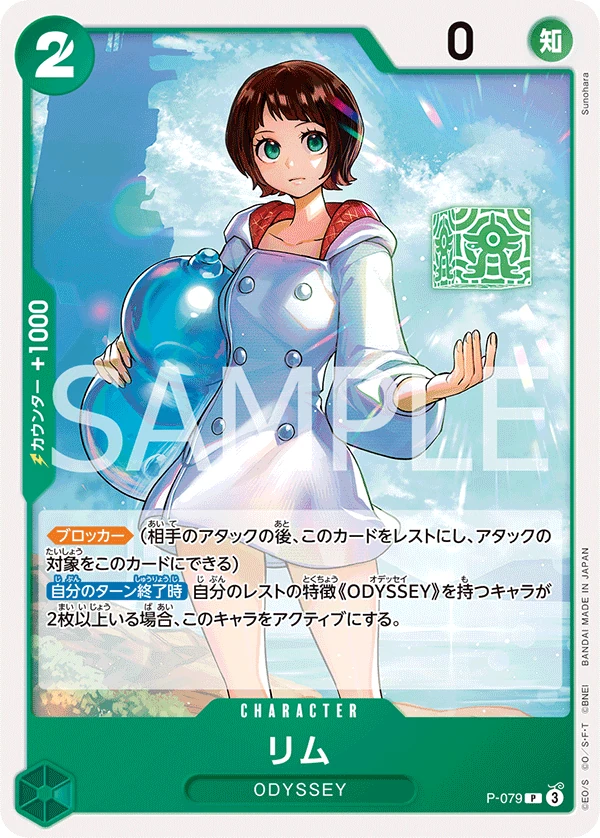 2
0
知
Sunohara
カウンター +1000
SAMPLE
ブロッカー (相手のアタックの後、このカードをレストにし、アタックの
対象をこのカードにできる)
自分のターン終了時 自分のレストの特徴《ODYSSEY》を持つキャラが
2枚以上いる場合、このキャラをアクティブにする。
CHARACTER
リム
ODYSSEY
P-079 P 3
©E.O/S ©O/S・F・T ©BNEI BANDAI MADE IN JAPAN